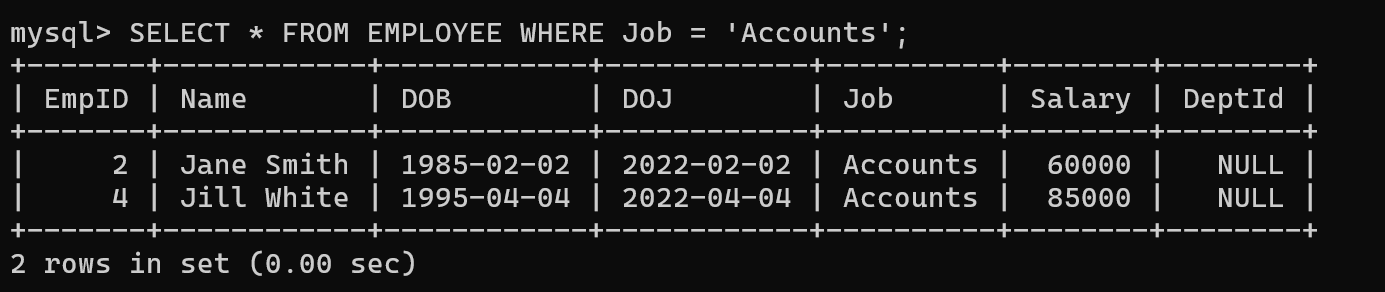 mysql> SELECT * FROM EMPLOYEE WHERE Job = 'Accounts';
+-------+------------+------------+------------+----------+--------+--------+
| EmpID | Name       | DOB        | DOJ        | Job      | Salary | DeptId |
+-------+------------+------------+------------+----------+--------+--------+
|     2 | Jane Smith | 1985-02-02 | 2022-02-02 | Accounts |  60000 |   NULL |
|     4 | Jill White | 1995-04-04 | 2022-04-04 | Accounts |  85000 |   NULL |
+-------+------------+------------+------------+----------+--------+--------+
2 rows in set (0.00 sec)